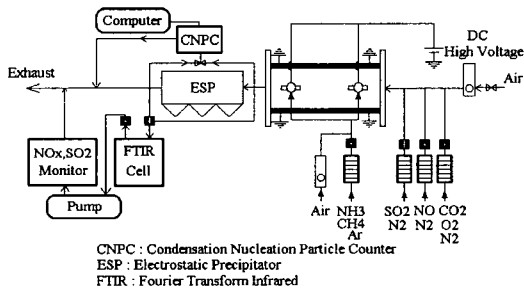 Computer
CNPC
DC
High Voltage
Exhaust
ESP
Air
NOx,SO2
Monitor
FTIR
Cell
Pump
Air
NH3
CH4
Ar
SO2
N2
NO
N2
CO2
O2
N2
CNPC : Condensation Nucleation Particle Counter
ESP : Electrostatic Precipitator
FTIR : Fourier Transform Infrared